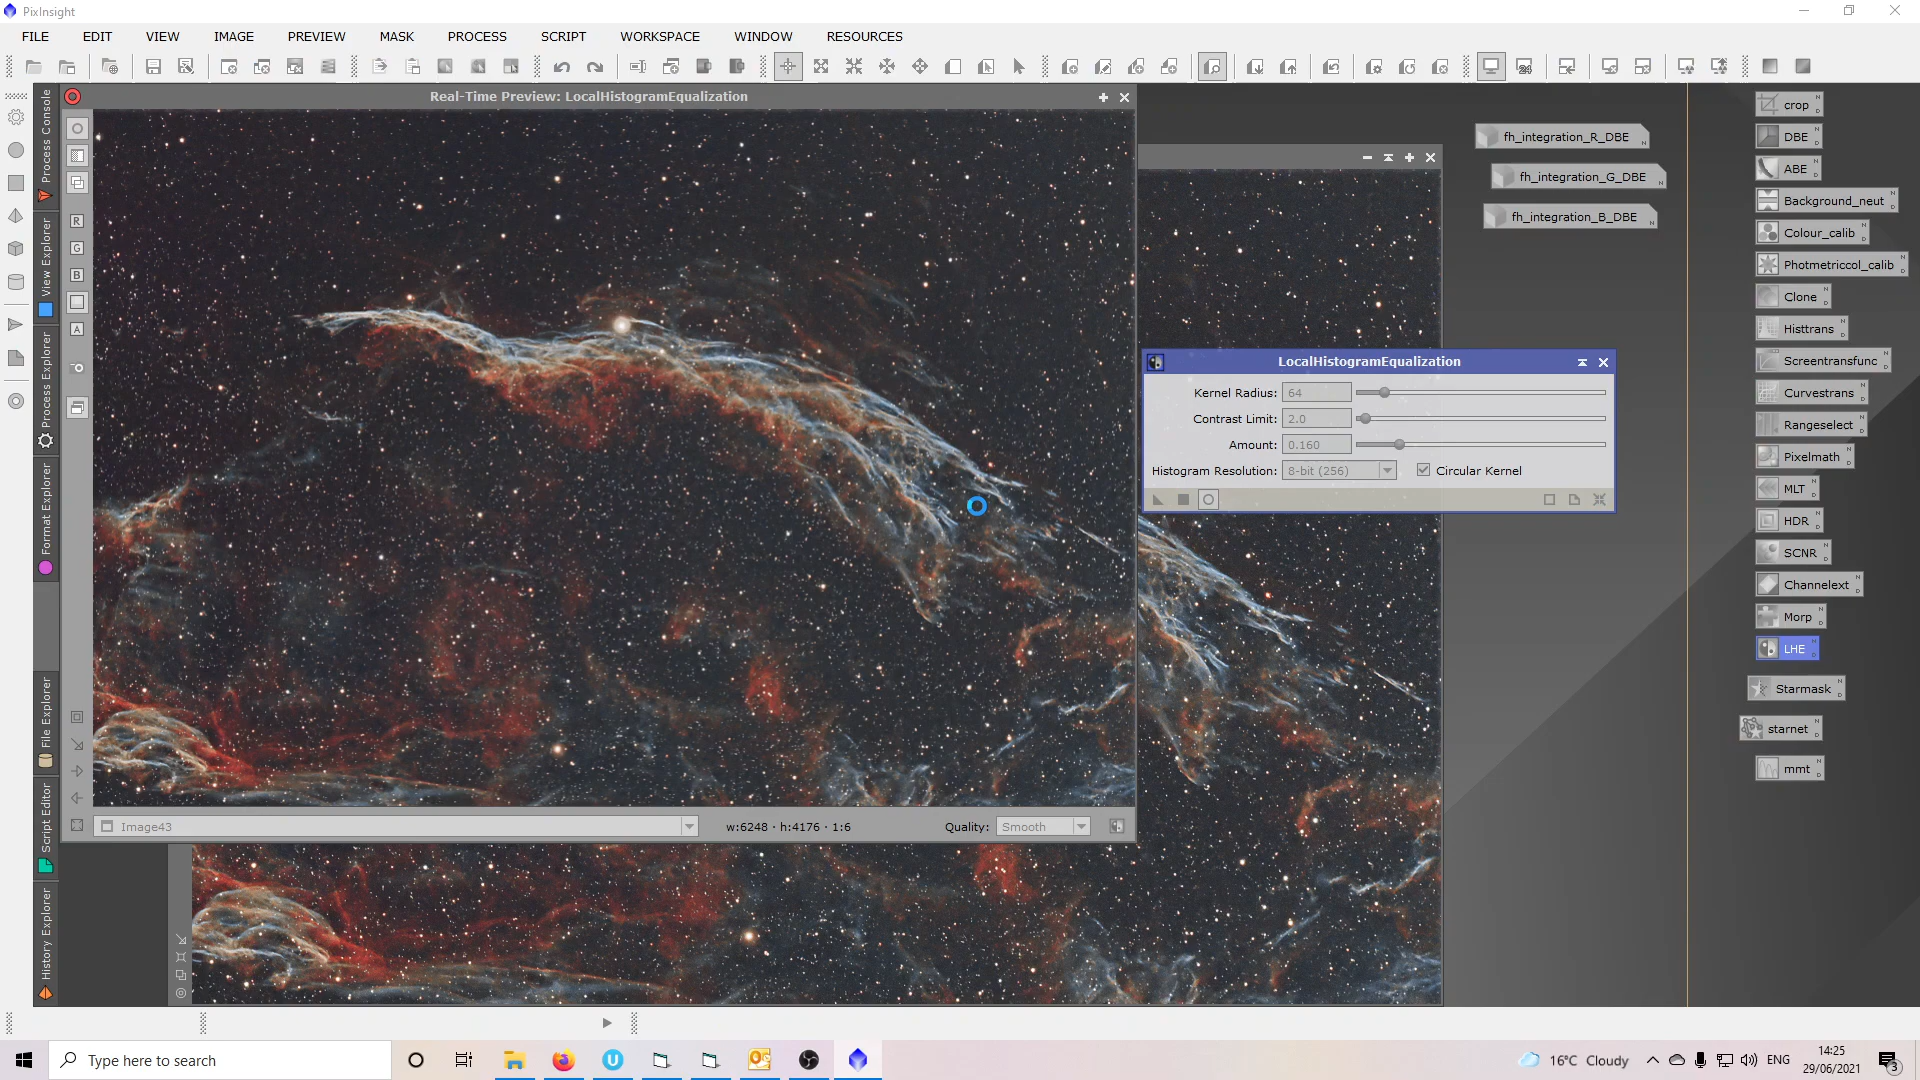 PixInsight
FILE EDIT VIEW IMAGE PREVIEW MASK PROCESS SCRIPT WORKSPACE WINDOW RESOURCES
Real-Time Preview: LocalHistogramEqualization
Process Console
View Explorer
Process Explorer
Format Explorer
File Explorer
Script Editor
History Explorer
R
G
B
A
Image43
w:6248 · h:4176 · 1:6
Quality: Smooth
fh_integration_R_DBE
fh_integration_G_DBE
fh_integration_B_DBE
LocalHistogramEqualization
Kernel Radius: 64
Contrast Limit: 2.0
Amount: 0.160
Histogram Resolution: 8-bit (256) Circular Kernel
crop
DBE
ABE
Background_neut
Colour_calib
Photmetriccol_calib
Clone
Histtrans
Screentransfunc
Curvestrans
Rangeselect
Pixelmath
MLT
HDR
SCNR
Channelext
Morp
LHE
Starmask
starnet
mmt
Type here to search
16°C Cloudy
ENG
14:25
29/06/2021
3